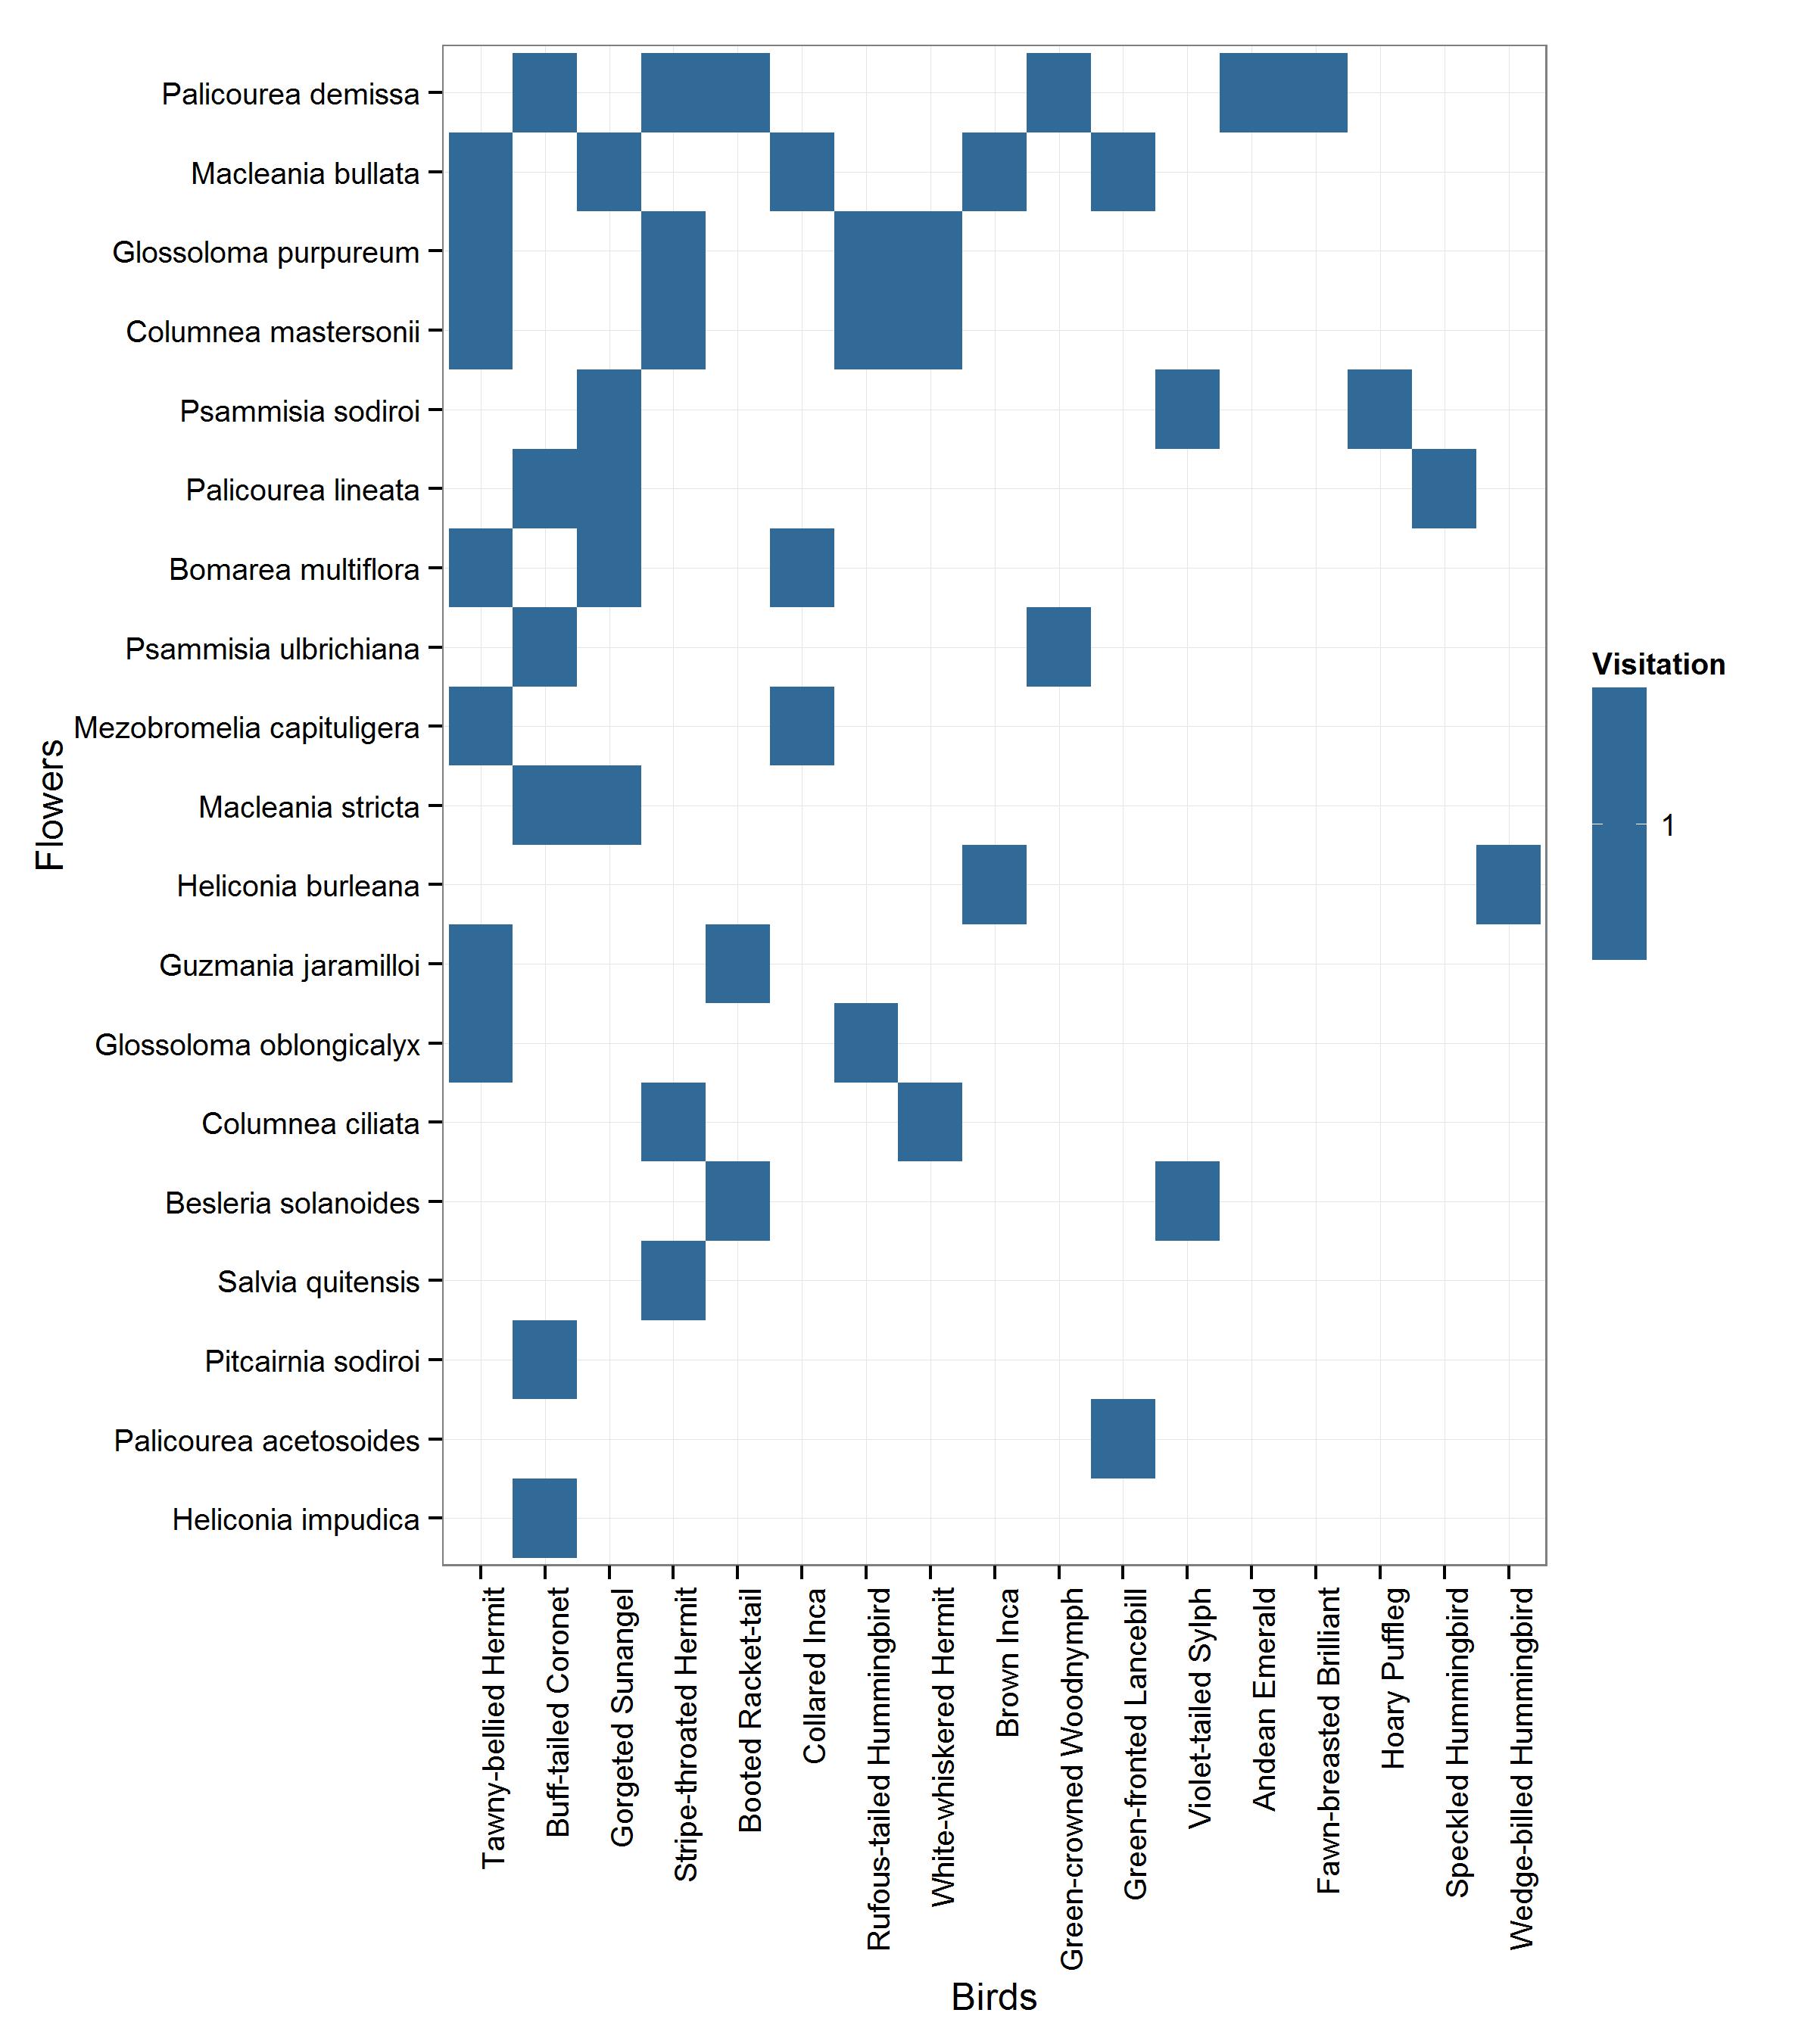 Palicourea demissa
Macleania bullata
Glossoloma purpureum
Columnea mastersonii
Psammisia sodiroi
Palicourea lineata
Bomarea multiflora
Psammisia ulbrichiana
Mezobromelia capituligera
Macleania stricta
Heliconia burleana
Guzmania jaramilloi
Glossoloma oblongicalyx
Columnea ciliata
Besleria solanoides
Salvia quitensis
Pitcairnia sodiroi
Palicourea acetosoides
Heliconia impudica
Flowers
Tawny-bellied Hermit
Buff-tailed Coronet
Gorgeted Sunangel
Stripe-throated Hermit
Booted Racket-tail
Collared Inca
Rufous-tailed Hummingbird
White-whiskered Hermit
Brown Inca
Green-crowned Woodnymph
Green-fronted Lancebill
Violet-tailed Sylph
Andean Emerald
Fawn-breasted Brilliant
Hoary Puffleg
Speckled Hummingbird
Wedge-billed Hummingbird
Birds
Visitation
1